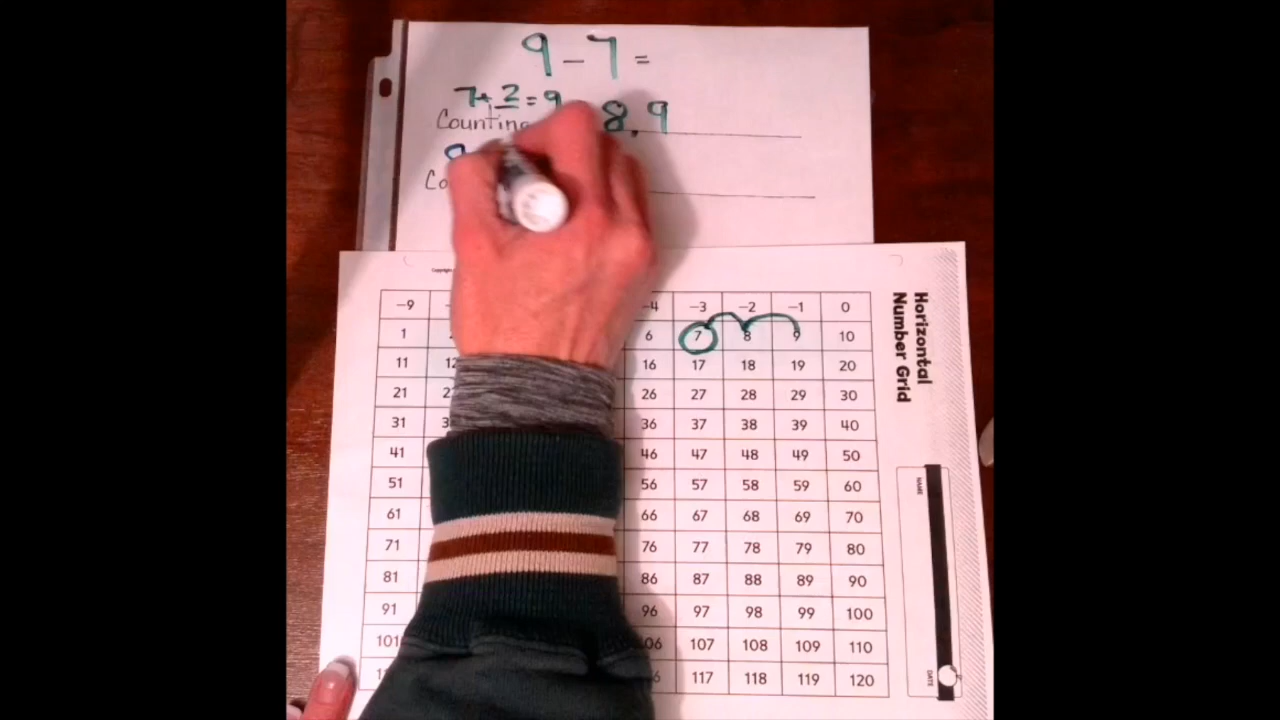 9 - 7 =
7 + 2 = 9
Counting 8, 9
9
Co
Horizontal Number Grid
-9 -4 -3 -2 -1 0
1 6 7 8 9 10
11 12 16 17 18 19 20
21 26 27 28 29 30
31 36 37 38 39 40
41 46 47 48 49 50
51 56 57 58 59 60
61 66 67 68 69 70
71 76 77 78 79 80
81 86 87 88 89 90
91 96 97 98 99 100
101 106 107 108 109 110
117 118 119 120
NAME
DATE